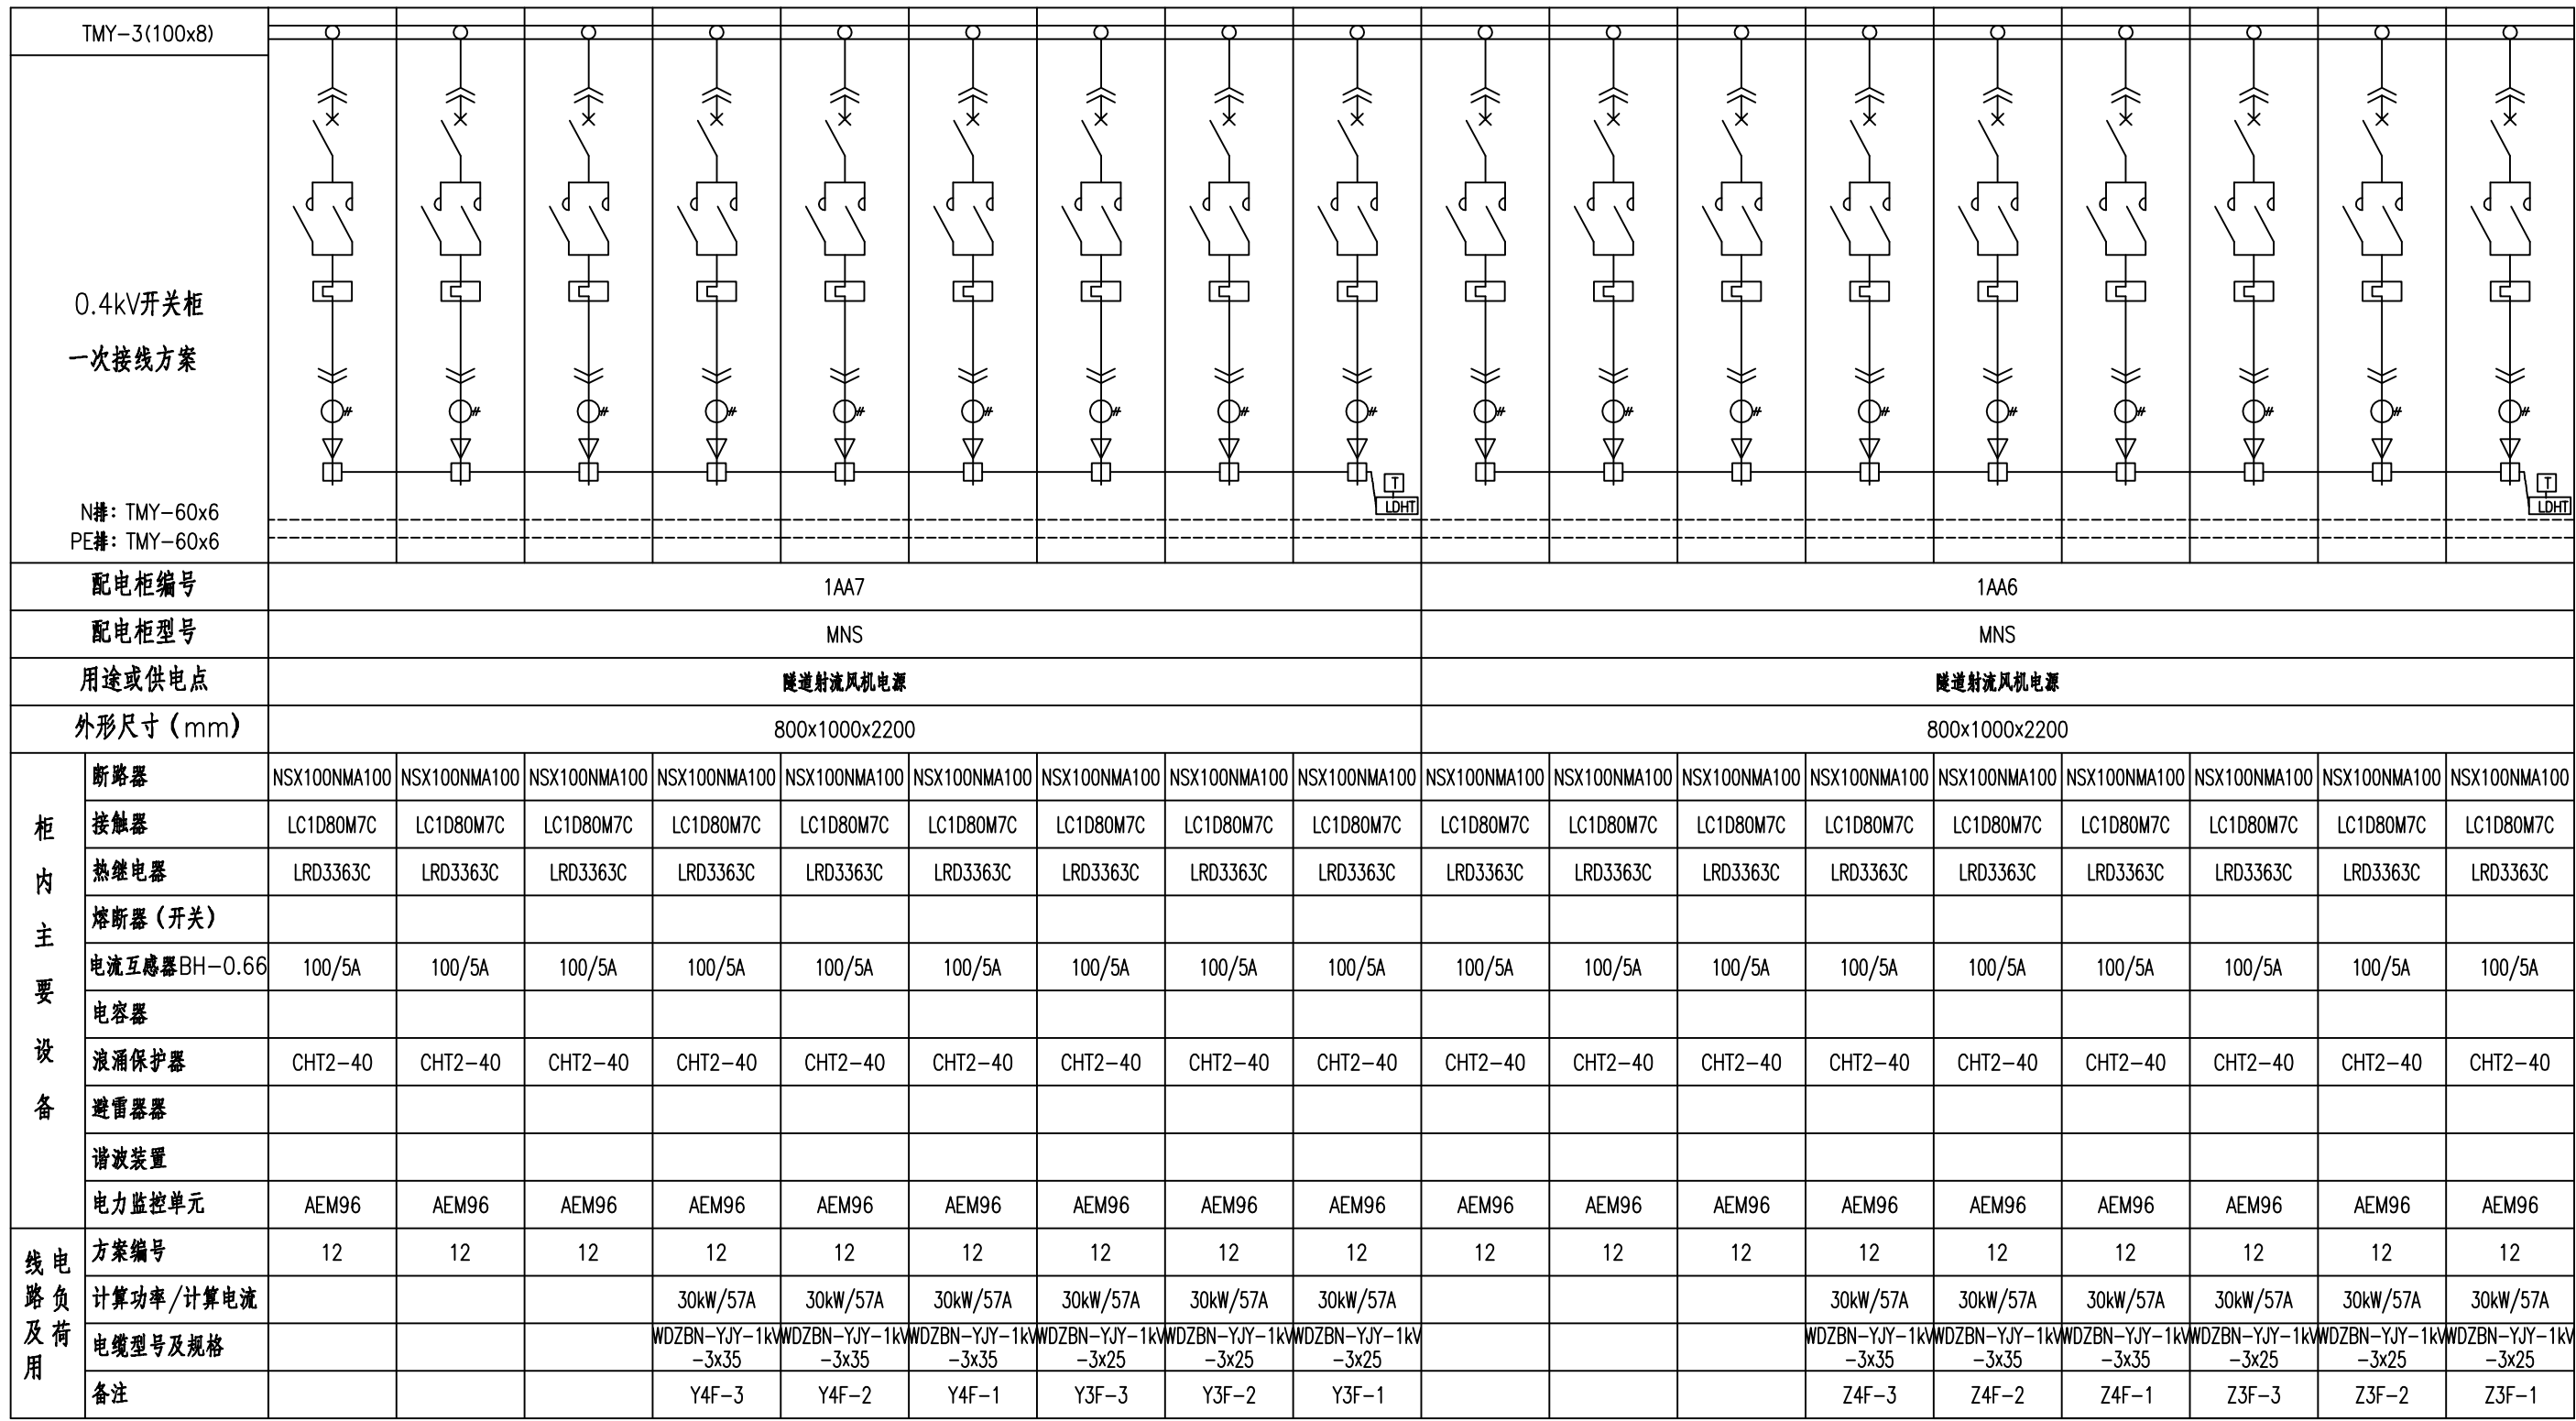 TMY-3(100x8)
0.4kV开关柜
一次接线方案
N排：TMY-60x6
PE排：TMY-60x6
T
LDHT
T
LDHT
配电柜编号 1AA7 1AA6
配电柜型号 MNS MNS
用途或供电点 隧道射流风机电源 隧道射流风机电源
外形尺寸（mm） 800x1000x2200 800x1000x2200
柜内主要设备
断路器 NSX100NMA100 NSX100NMA100 NSX100NMA100 NSX100NMA100 NSX100NMA100 NSX100NMA100 NSX100NMA100 NSX100NMA100 NSX100NMA100 NSX100NMA100 NSX100NMA100 NSX100NMA100 NSX100NMA100 NSX100NMA100 NSX100NMA100 NSX100NMA100 NSX100NMA100 NSX100NMA100
接触器 LC1D80M7C LC1D80M7C LC1D80M7C LC1D80M7C LC1D80M7C LC1D80M7C LC1D80M7C LC1D80M7C LC1D80M7C LC1D80M7C LC1D80M7C LC1D80M7C LC1D80M7C LC1D80M7C LC1D80M7C LC1D80M7C LC1D80M7C LC1D80M7C
热继电器 LRD3363C LRD3363C LRD3363C LRD3363C LRD3363C LRD3363C LRD3363C LRD3363C LRD3363C LRD3363C LRD3363C LRD3363C LRD3363C LRD3363C LRD3363C LRD3363C LRD3363C LRD3363C
熔断器（开关）
电流互感器BH-0.66 100/5A 100/5A 100/5A 100/5A 100/5A 100/5A 100/5A 100/5A 100/5A 100/5A 100/5A 100/5A 100/5A 100/5A 100/5A 100/5A 100/5A 100/5A
电容器
浪涌保护器 CHT2-40 CHT2-40 CHT2-40 CHT2-40 CHT2-40 CHT2-40 CHT2-40 CHT2-40 CHT2-40 CHT2-40 CHT2-40 CHT2-40 CHT2-40 CHT2-40 CHT2-40 CHT2-40 CHT2-40 CHT2-40
避雷器器
谐波装置
电力监控单元 AEM96 AEM96 AEM96 AEM96 AEM96 AEM96 AEM96 AEM96 AEM96 AEM96 AEM96 AEM96 AEM96 AEM96 AEM96 AEM96 AEM96 AEM96
线路及用
电负荷
方案编号 12 12 12 12 12 12 12 12 12 12 12 12 12 12 12 12 12 12
计算功率/计算电流 30kW/57A 30kW/57A 30kW/57A 30kW/57A 30kW/57A 30kW/57A 30kW/57A 30kW/57A 30kW/57A 30kW/57A 30kW/57A 30kW/57A
电缆型号及规格 WDZBN-YJY-1kV WDZBN-YJY-1kV WDZBN-YJY-1kV WDZBN-YJY-1kV WDZBN-YJY-1kV WDZBN-YJY-1kV WDZBN-YJY-1kV WDZBN-YJY-1kV WDZBN-YJY-1kV WDZBN-YJY-1kV WDZBN-YJY-1kV WDZBN-YJY-1kV
-3x35 -3x35 -3x35 -3x25 -3x25 -3x25 -3x35 -3x35 -3x35 -3x25 -3x25 -3x25
备注 Y4F-3 Y4F-2 Y4F-1 Y3F-3 Y3F-2 Y3F-1 Z4F-3 Z4F-2 Z4F-1 Z3F-3 Z3F-2 Z3F-1